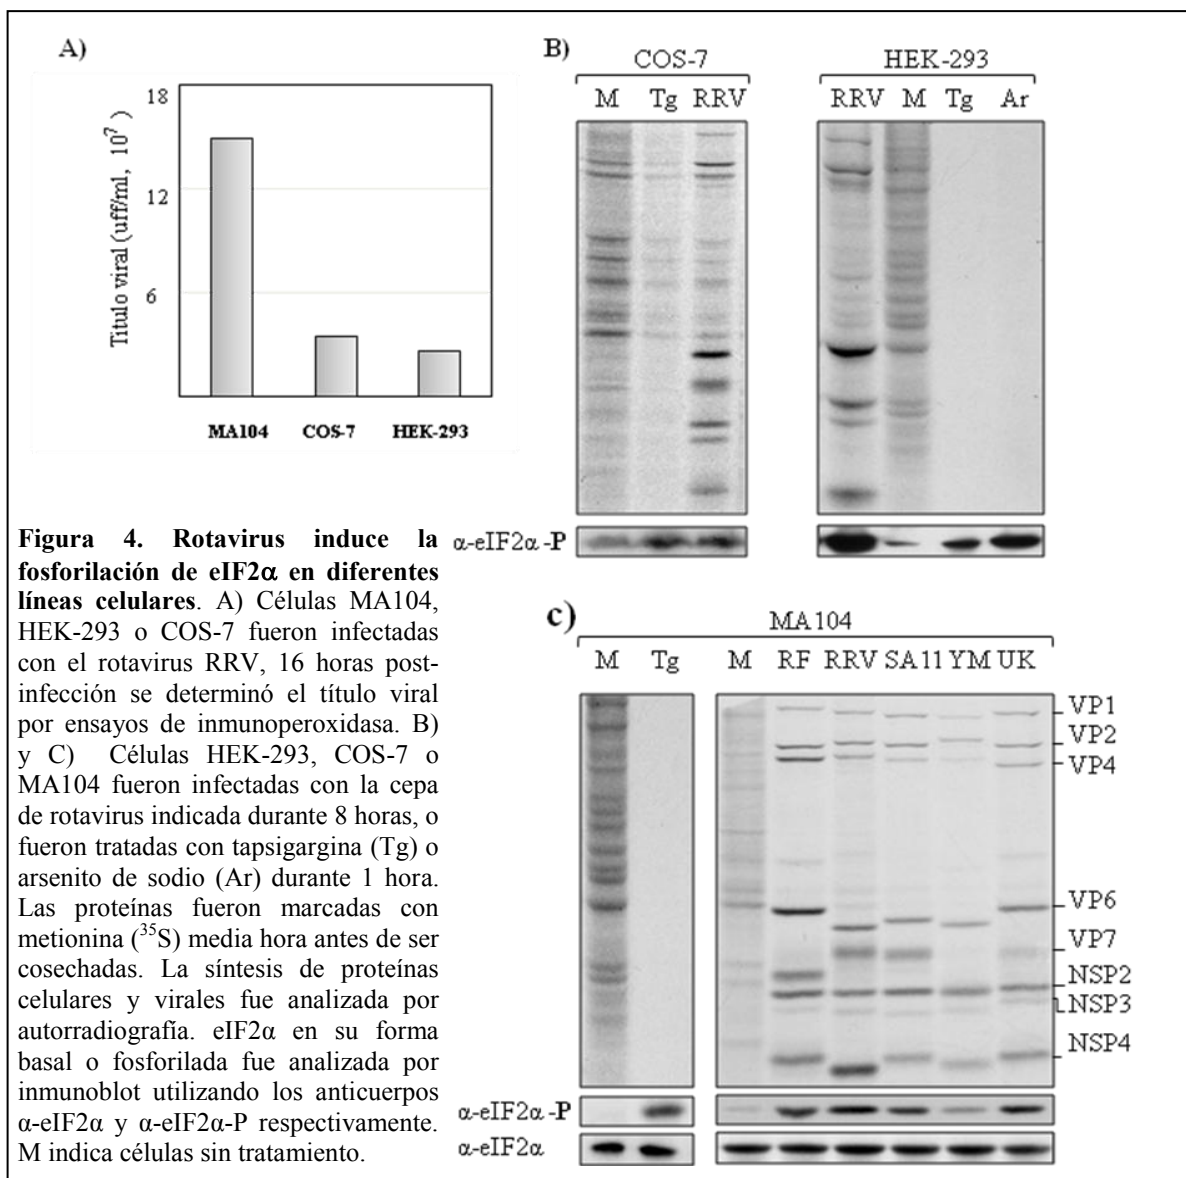 A)
18
12
6
Título viral (uff/ml, 10⁷)
MA104 COS-7 HEK-293
B)
COS-7
M Tg RRV
HEK-293
RRV M Tg Ar
α-eIF2α-P
Figura 4. Rotavirus induce la
fosforilación de eIF2α en diferentes
líneas celulares. A) Células MA104,
HEK-293 o COS-7 fueron infectadas
con el rotavirus RRV, 16 horas post-
infección se determinó el título viral
por ensayos de inmunoperoxidasa. B)
y C) Células HEK-293, COS-7 o
MA104 fueron infectadas con la cepa
de rotavirus indicada durante 8 horas, o
fueron tratadas con tapsigargina (Tg) o
arsenito de sodio (Ar) durante 1 hora.
Las proteínas fueron marcadas con
metionina (³⁵S) media hora antes de ser
cosechadas. La síntesis de proteínas
celulares y virales fue analizada por
autorradiografía. eIF2α en su forma
basal o fosforilada fue analizada por
inmunoblot utilizando los anticuerpos
α-eIF2α y α-eIF2α-P respectivamente.
M indica células sin tratamiento.
c)
MA104
M Tg
M RF RRV SA11 YM UK
VP1
VP2
VP4
VP6
VP7
NSP2
NSP3
NSP4
α-eIF2α-P
α-eIF2α